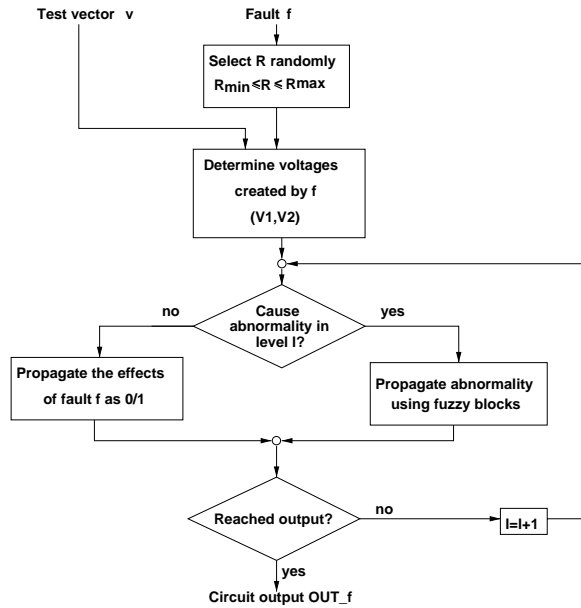 Test vector v
Fault f
Select R randomly
Rmin ≤R ≤ Rmax
Determine voltages
created by f
(V1,V2)
Cause
abnormality in
level l?
no
yes
Propagate the effects
of fault f as 0/1
Propagate abnormality
using fuzzy blocks
Reached output?
no
l=l+1
yes
Circuit output OUT_f